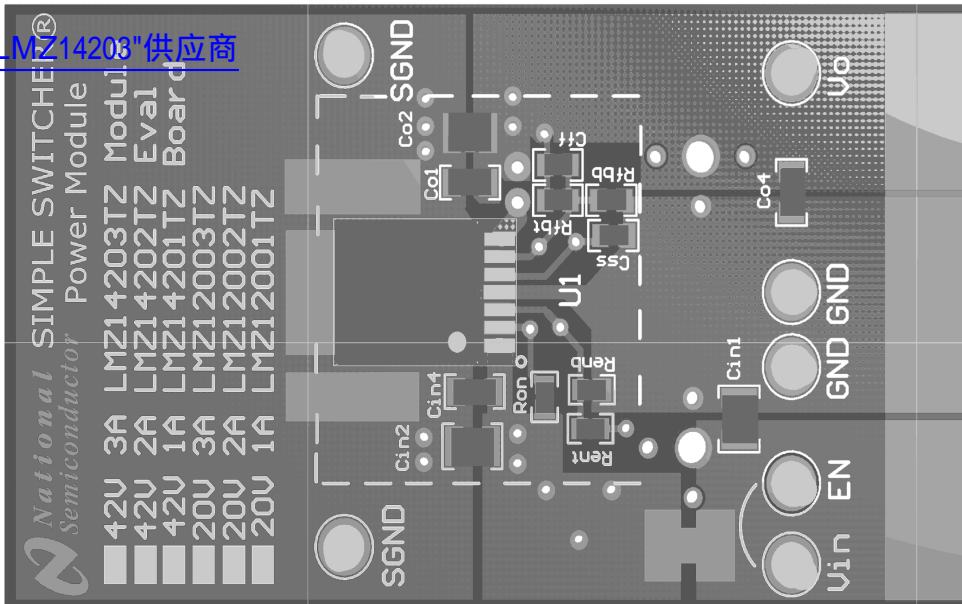 LMZ14203"供应商
SIMPLE SWITCHER®
Power Module
National
Semiconductor
42V 3A LMZ14203TZ Module
42V 2A LMZ14202TZ Eval
42V 1A LMZ14201TZ Board
20V 3A LMZ12003TZ
20V 2A LMZ12002TZ
20V 1A LMZ12001TZ
SGND
Vo
Co2
Cff
Rfbb
Co1
Co4
Rfbt
Css
U1
GND
GND
Cin1
Cin4
Ron
Renb
Cin2
Rent
EN
SGND
Vin